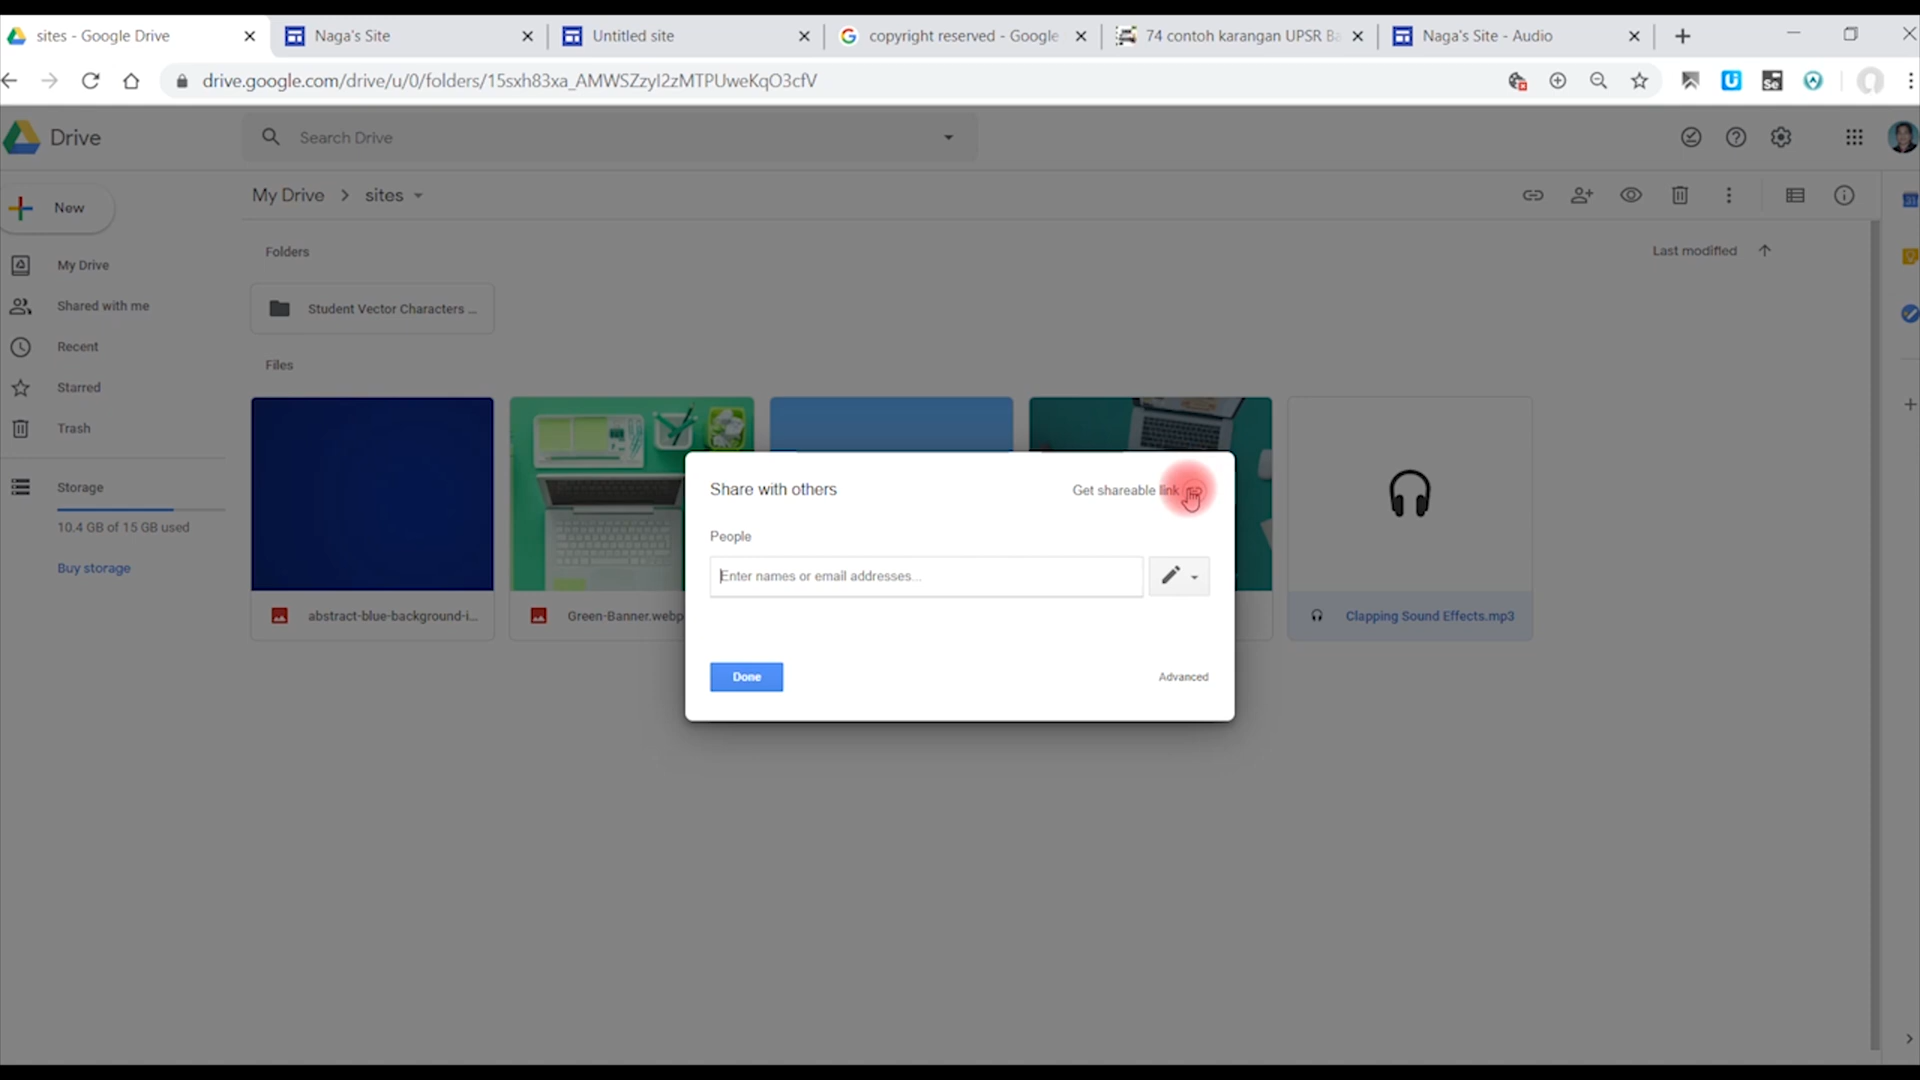 sites - Google Drive
Naga's Site
Untitled site
copyright reserved - Google
74 contoh karangan UPSR Ba
Naga's Site - Audio
drive.google.com/drive/u/0/folders/15sxh83xa_AMWSZzyI2zMTPUweKqO3cfV
Drive
Search Drive
New
My Drive > sites
My Drive
Shared with me
Recent
Starred
Trash
Storage
10.4 GB of 15 GB used
Buy storage
Folders
Last modified
Student Vector Characters ...
Files
abstract-blue-background-i...
Green-Banner.webp
Clapping Sound Effects.mp3
Share with others
Get shareable link
People
Enter names or email addresses...
Done
Advanced